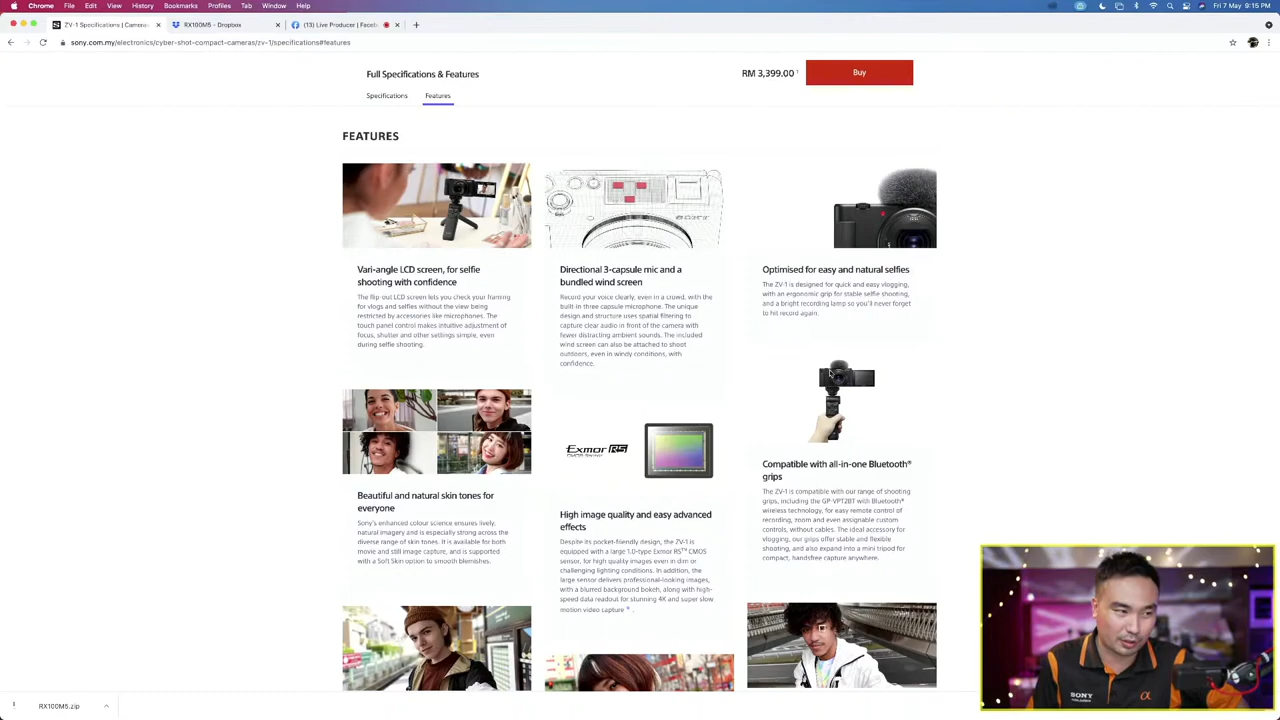 Chrome File Edit View History Bookmarks Profiles Tab Window Help
Fri 7 May 9:15 PM
ZV-1 Specifications | Cameras
RX100M5 - Dropbox
(13) Live Producer | Faceb
sony.com.my/electronics/cyber-shot-compact-cameras/zv-1/specifications#features
Full Specifications & Features
RM 3,399.00
Buy
Specifications
Features
FEATURES
Vari-angle LCD screen, for selfie
shooting with confidence
The flip-out LCD screen lets you check your framing
for vlogs and selfies without the view being
restricted by accessories like microphones. The
touch panel control makes intuitive adjustment of
focus, shutter and other settings simple, even
during selfie shooting.
Directional 3-capsule mic and a
bundled wind screen
Record your voice clearly, even in a crowd, with the
built-in three capsule microphone. The unique
design and structure uses spatial filtering to
capture clear audio in front of the camera with
fewer distracting ambient sounds. The included
wind screen can also be attached to shoot
outdoors, even in windy conditions, with
confidence.
Optimised for easy and natural selfies
The ZV-1 is designed for quick and easy vlogging,
with an ergonomic grip for stable selfie shooting,
and a bright recording lamp so you'll never forget
to hit record again.
Beautiful and natural skin tones for
everyone
Sony's enhanced colour science ensures lively,
natural imagery and is especially strong across the
diverse range of skin tones. It is available for both
movie and still image capture, and is supported
with a Soft Skin option to smooth blemishes.
Exmor RS
CMOS Sensor
High image quality and easy advanced
effects
Despite its pocket-friendly design, the ZV-1 is
equipped with a large 1.0-type Exmor RS™ CMOS
sensor, for high quality images even in dim or
challenging lighting conditions. In addition, the
large sensor delivers professional-looking images,
with a blurred background bokeh, along with high-
speed data readout for stunning 4K and super slow
motion video capture
Compatible with all-in-one Bluetooth®
grips
The ZV-1 is compatible with our range of shooting
grips, including the GP-VPT2BT with Bluetooth®
wireless technology, for easy remote control of
recording, zoom and even assignable custom
controls, without cables. The ideal accessory for
vlogging, our grips offer stable and flexible
shooting, and also expand into a mini tripod for
compact, handsfree capture anywhere.
SONY α
RX100M5.zip